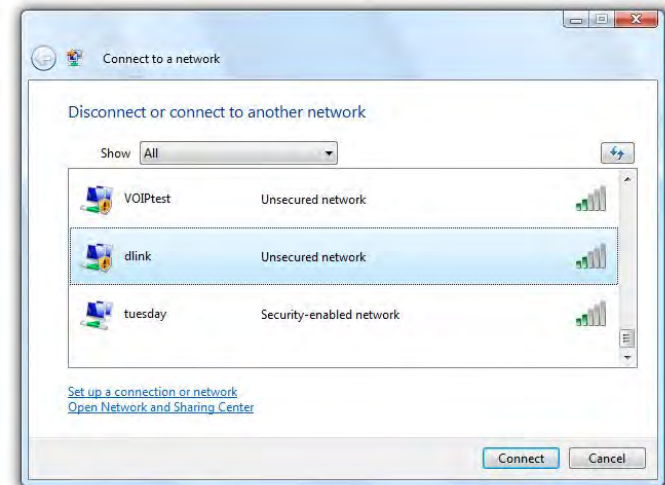 Connect to a network
Disconnect or connect to another network
Show All
VOIPtest Unsecured network
dlink Unsecured network
tuesday Security-enabled network
Set up a connection or network
Open Network and Sharing Center
Connect Cancel